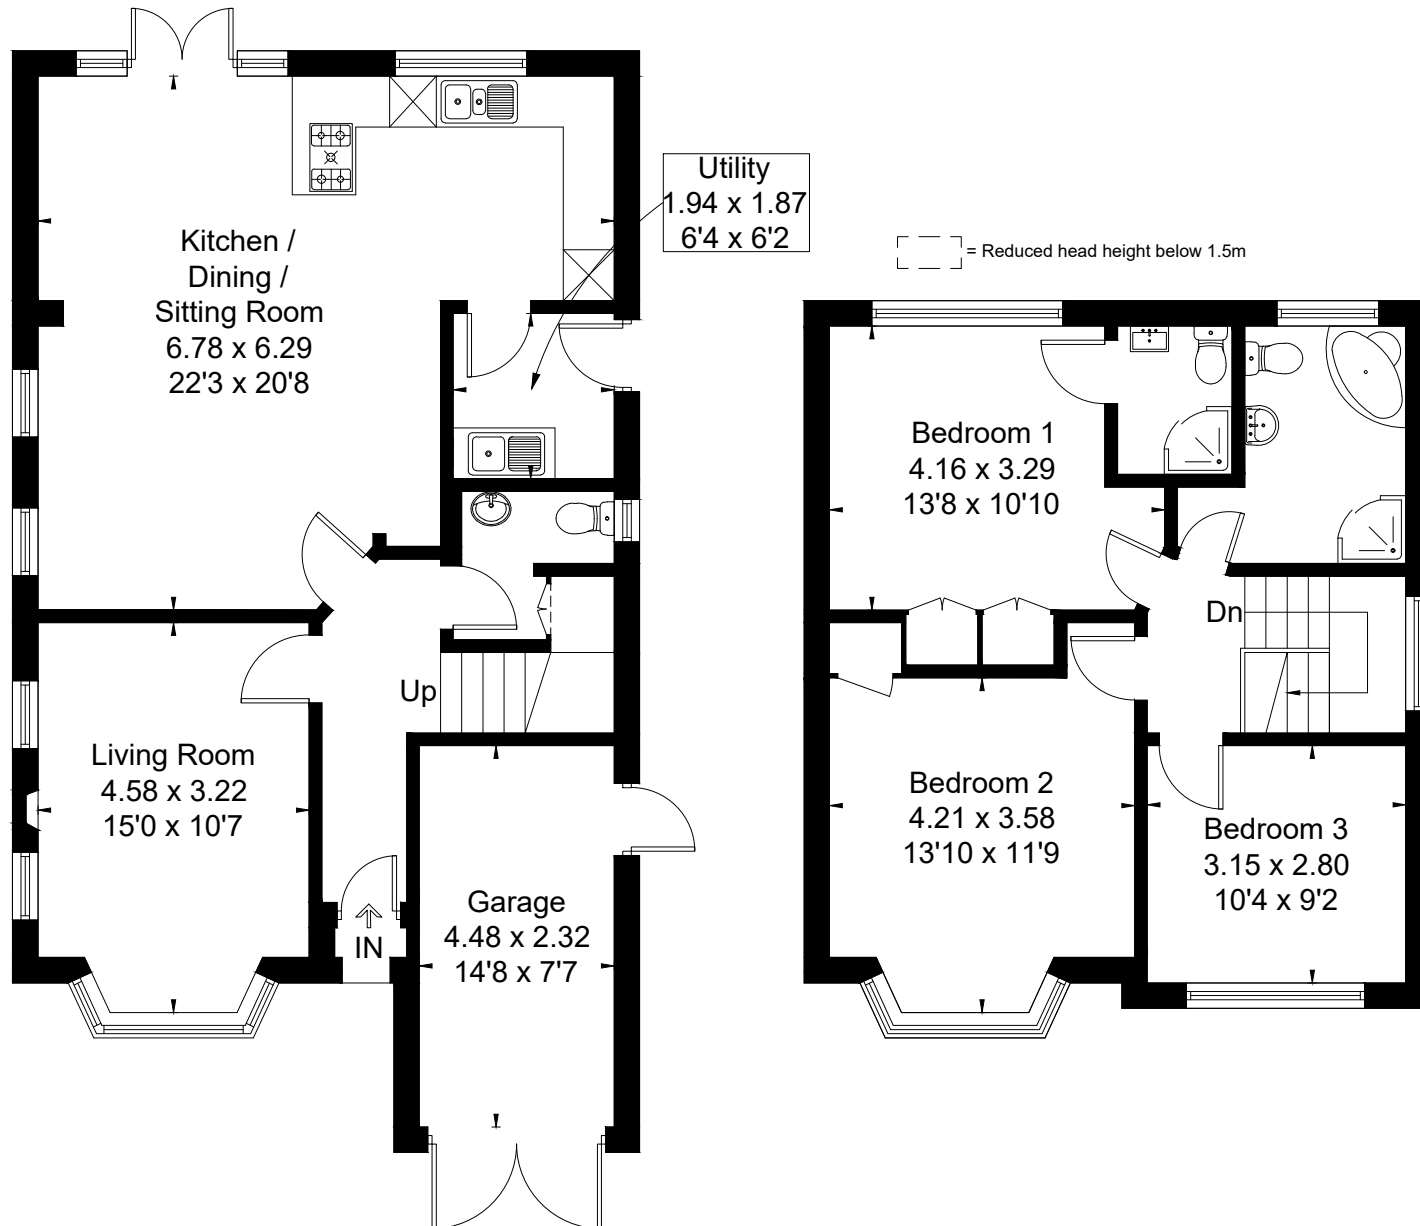 Utility
1.94 x 1.87
6'4 x 6'2
Kitchen /
Dining /
Sitting Room
6.78 x 6.29
22'3 x 20'8
= Reduced head height below 1.5m
Bedroom 1
4.16 x 3.29
13'8 x 10'10
Dn
Up
Living Room
4.58 x 3.22
15'0 x 10'7
Bedroom 2
4.21 x 3.58
13'10 x 11'9
Bedroom 3
3.15 x 2.80
10'4 x 9'2
Garage
4.48 x 2.32
14'8 x 7'7
IN